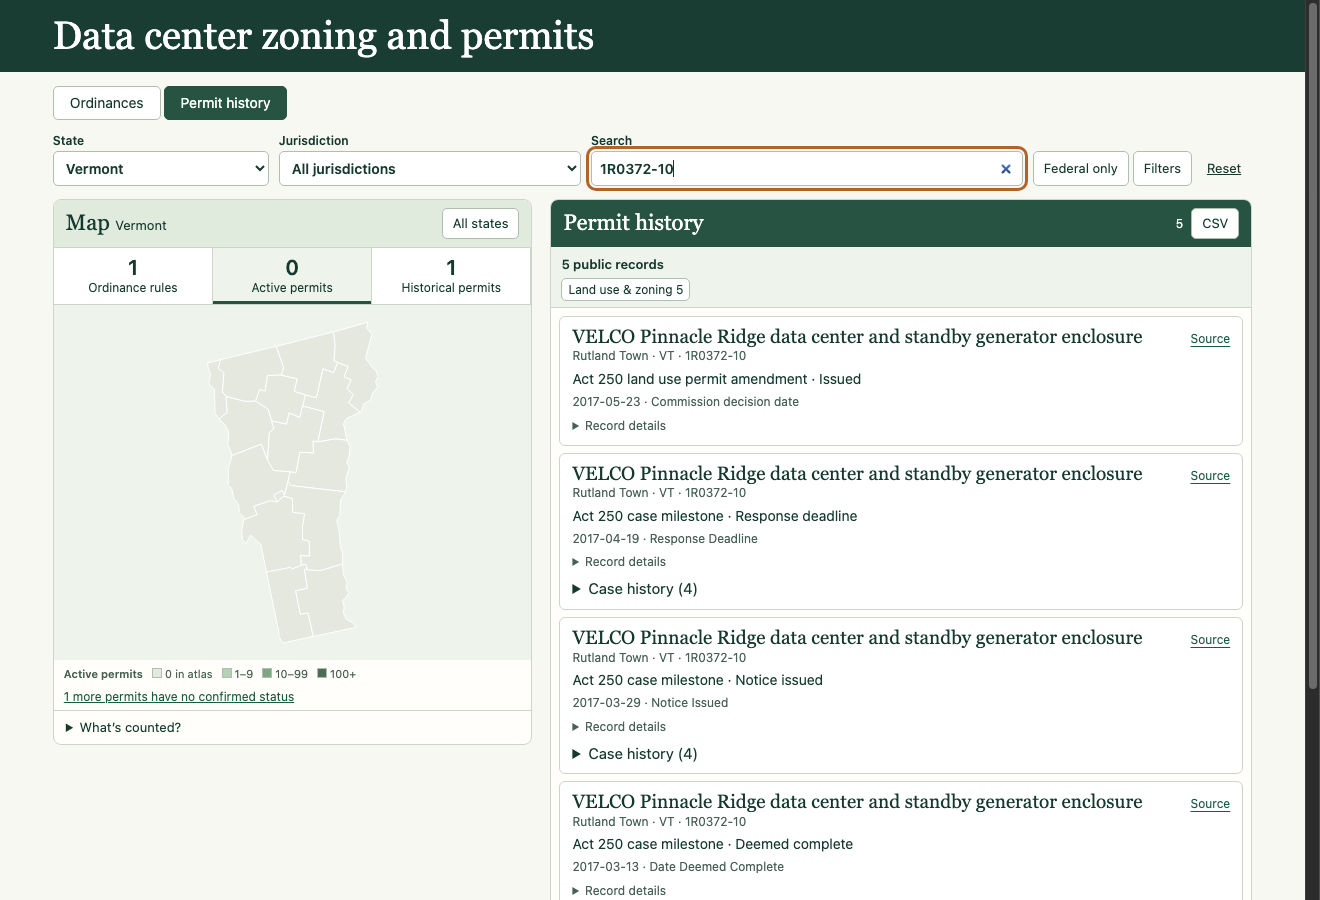 Data center zoning and permits
Ordinances
Permit history
State
Jurisdiction
Search
Vermont
All jurisdictions
1R0372-10
Federal only
Filters
Reset
Map Vermont
All states
1
Ordinance rules
0
Active permits
1
Historical permits
Active permits 0 in atlas 1–9 10–99 100+
1 more permits have no confirmed status
What's counted?
Permit history
5
CSV
5 public records
Land use & zoning 5
VELCO Pinnacle Ridge data center and standby generator enclosure
Source
Rutland Town · VT · 1R0372-10
Act 250 land use permit amendment · Issued
2017-05-23 · Commission decision date
Record details
VELCO Pinnacle Ridge data center and standby generator enclosure
Source
Rutland Town · VT · 1R0372-10
Act 250 case milestone · Response deadline
2017-04-19 · Response Deadline
Record details
Case history (4)
VELCO Pinnacle Ridge data center and standby generator enclosure
Source
Rutland Town · VT · 1R0372-10
Act 250 case milestone · Notice issued
2017-03-29 · Notice Issued
Record details
Case history (4)
VELCO Pinnacle Ridge data center and standby generator enclosure
Source
Rutland Town · VT · 1R0372-10
Act 250 case milestone · Deemed complete
2017-03-13 · Date Deemed Complete
Record details